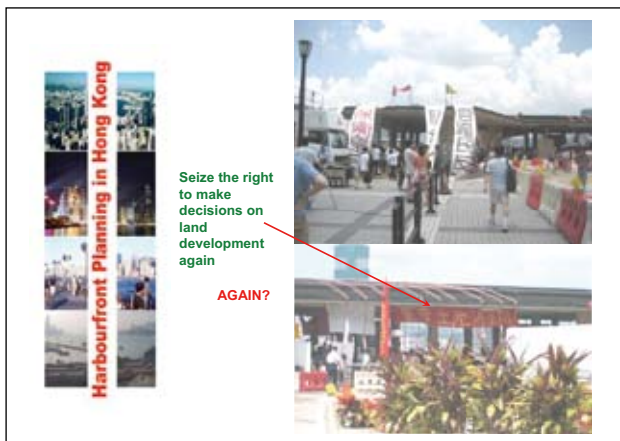 Harbourfront Planning in Hong Kong
Seize the right
to make
decisions on
land
development
again
AGAIN?